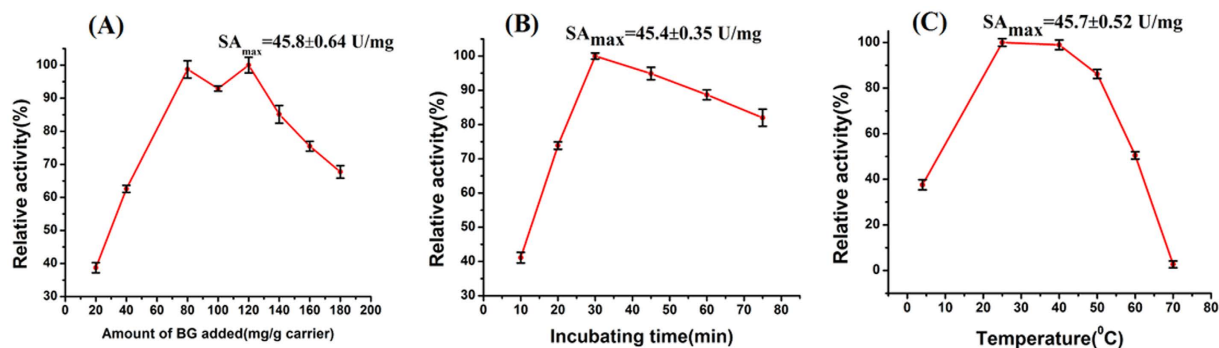 (A)
SAmax=45.8±0.64 U/mg
Relative activity(%)
100
90
80
70
60
50
40
30
0 20 40 60 80 100 120 140 160 180 200
Amount of BG added(mg/g carrier)
(B)
SAmax=45.4±0.35 U/mg
Relative activity(%)
100
90
80
70
60
50
40
30
0 10 20 30 40 50 60 70 80
Incubating time(min)
(C)
SAmax=45.7±0.52 U/mg
Relative activity(%)
100
80
60
40
20
0
0 10 20 30 40 50 60 70 80
Temperature(⁰C)